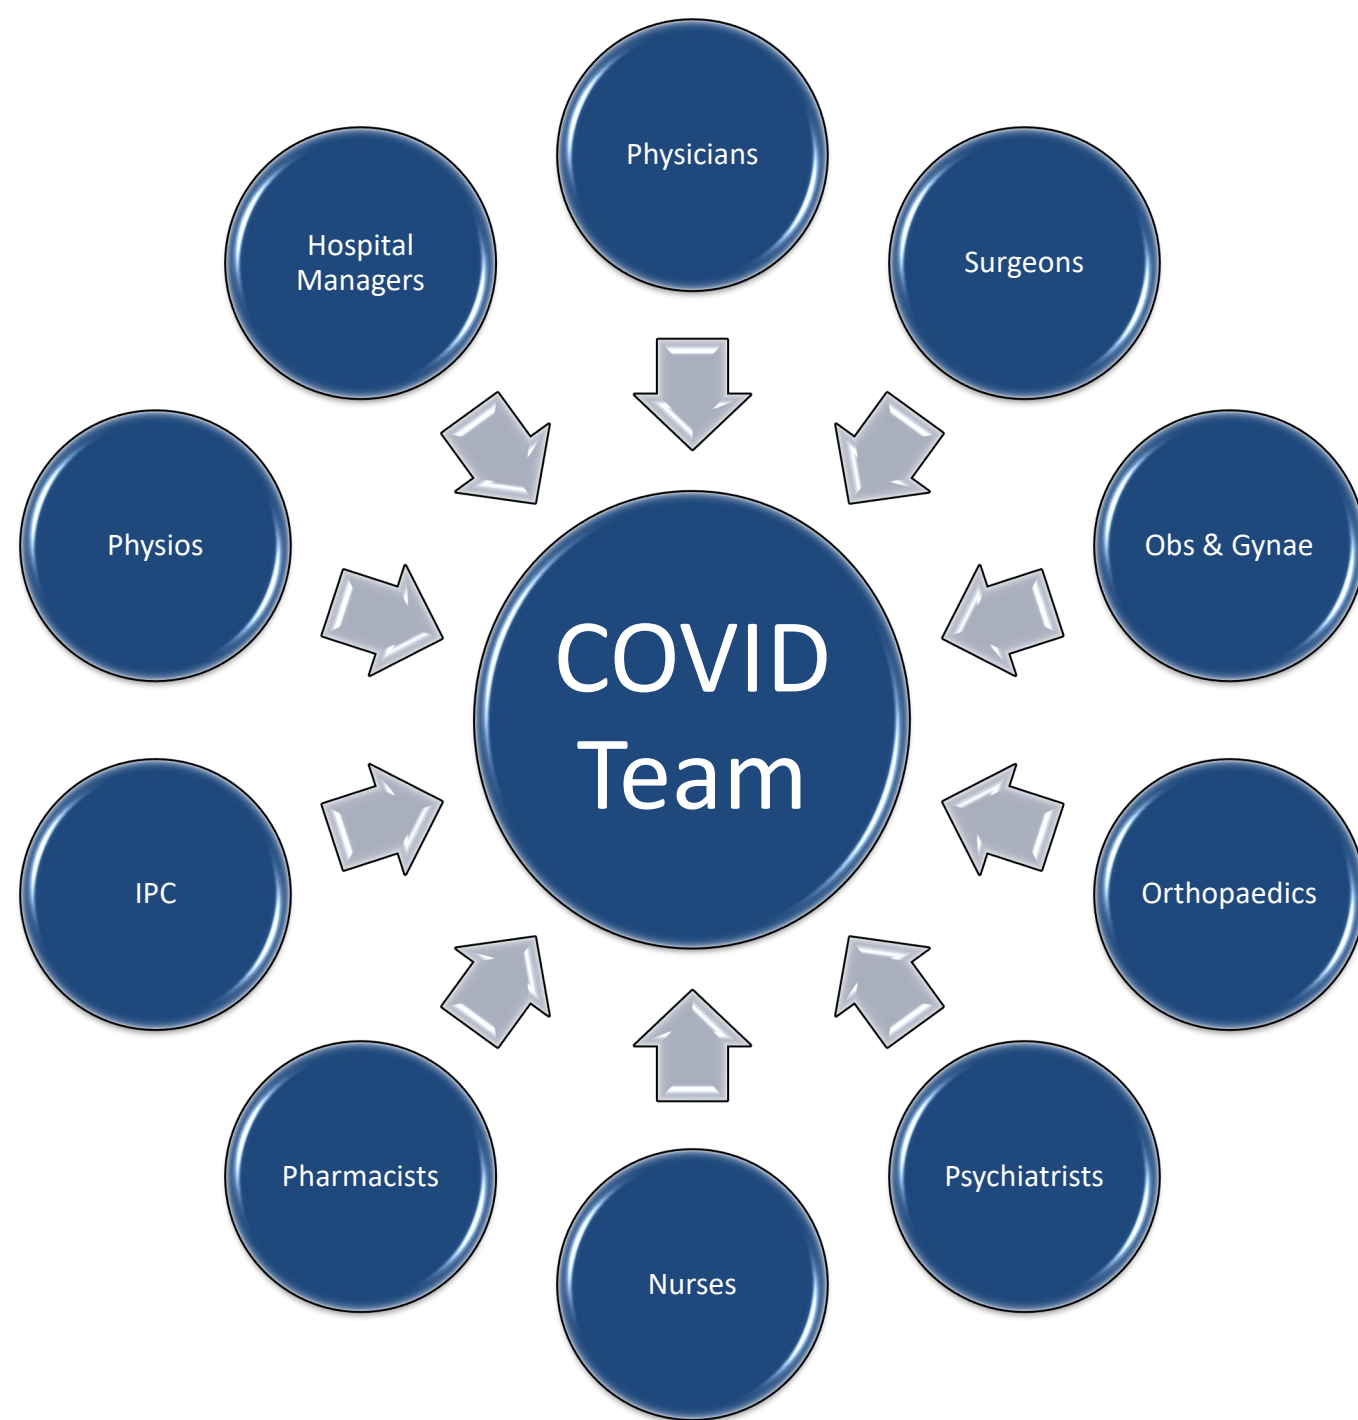 Physicians
Hospital
Managers
Surgeons
Physios
Obs & Gynae
COVID
Team
IPC
Orthopaedics
Pharmacists
Psychiatrists
Nurses